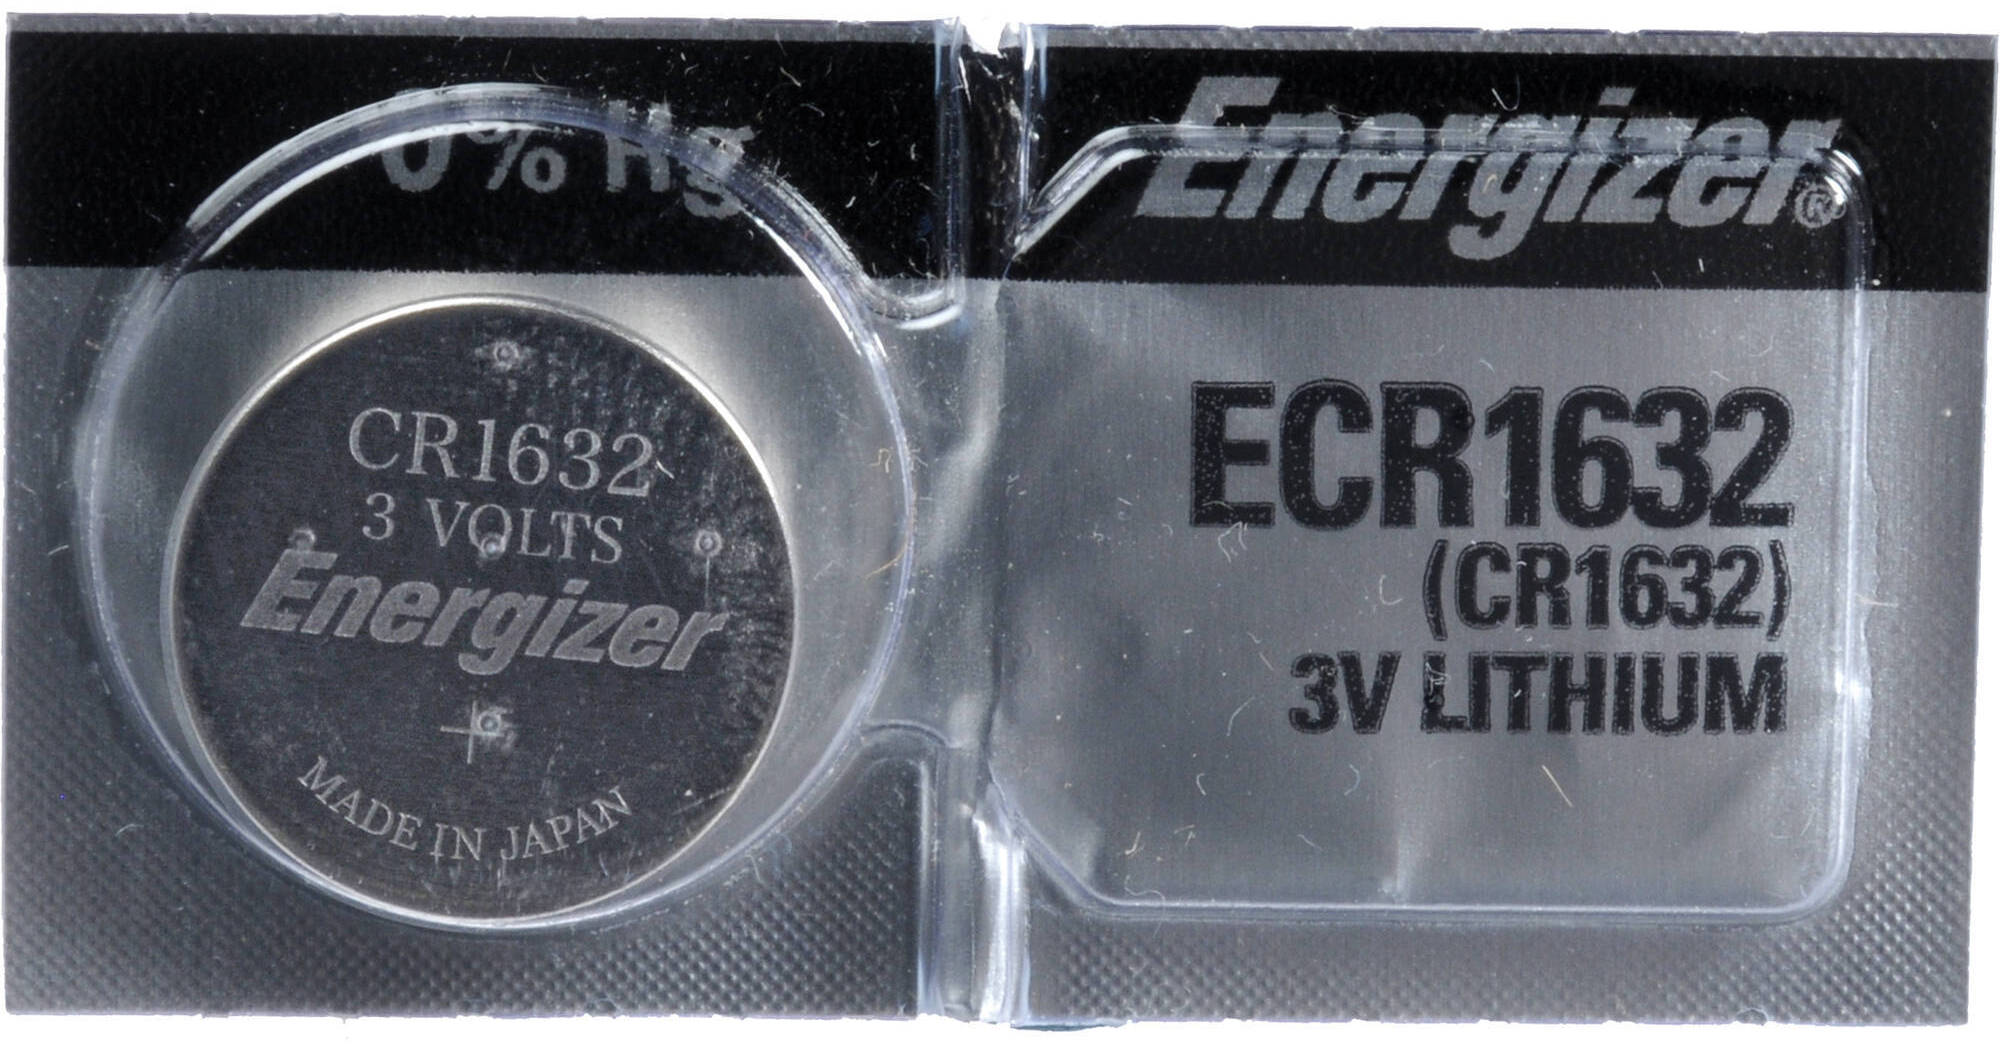 0% Hg
CR1632
3 VOLTS
Energizer
+
MADE IN JAPAN
Energizer®
ECR1632
(CR1632)
3V LITHIUM